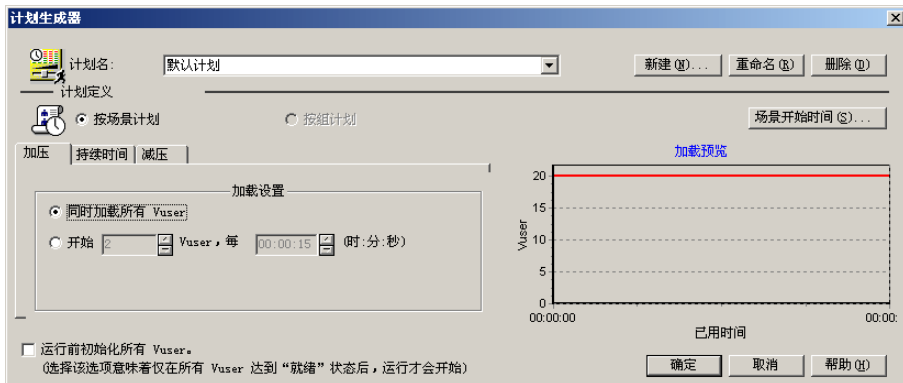 计划生成器
计划名: 默认计划 新建(N)... 重命名(R) 删除(D)
计划定义
按场景计划 按组计划 场景开始时间(S)...
加压 持续时间 减压
加载设置
同时加载所有 Vuser
开始 2 Vuser,每 00:00:15 (时:分:秒)
加载预览
Vuser
20
15
10
5
0
00:00:00 00:00:
已用时间
运行前初始化所有 Vuser。
(选择该选项意味着仅在所有 Vuser 达到“就绪”状态后,运行才会开始)
确定 取消 帮助(H)